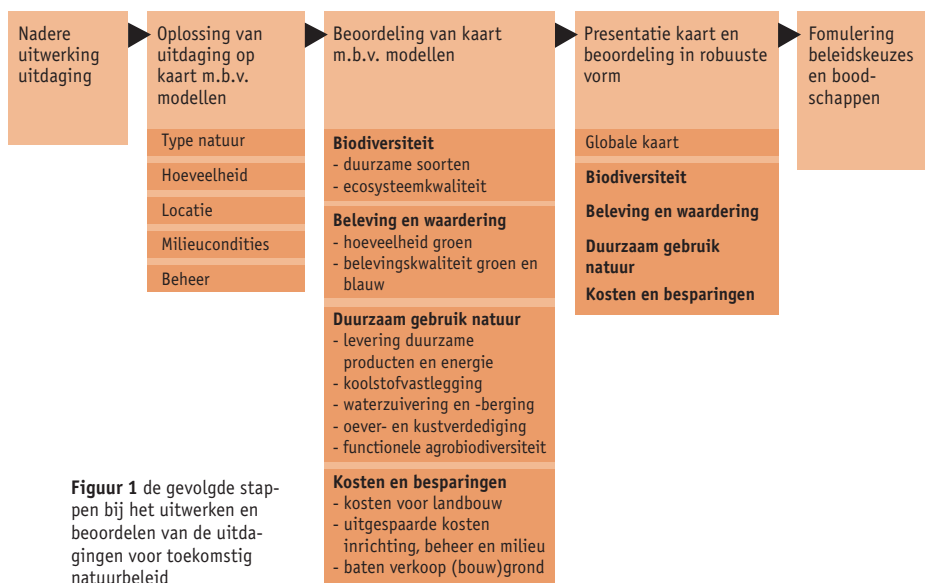 Nadere
uitwerking
uitdaging
Oplossing van
uitdaging op
kaart m.b.v.
modellen
Type natuur
Hoeveelheid
Locatie
Milieucondities
Beheer
Beoordeling van kaart
m.b.v. modellen
Biodiversiteit
- duurzame soorten
- ecosysteemkwaliteit
Beleving en waardering
- hoeveelheid groen
- belevingskwaliteit groen en
blauw
Duurzaam gebruik natuur
- levering duurzame
producten en energie
- koolstofvastlegging
- waterzuivering en -berging
- oever- en kustverdediging
- functionele agrobiodiversiteit
Kosten en besparingen
- kosten voor landbouw
- uitgespaarde kosten
inrichting, beheer en milieu
- baten verkoop (bouw)grond
Presentatie kaart en
beoordeling in robuuste
vorm
Globale kaart
Biodiversiteit
Beleving en waardering
Duurzaam gebruik
natuur
Kosten en besparingen
Fomulering
beleidskeuzes
en bood-
schappen
Figuur 1 de gevolgde stap-
pen bij het uitwerken en
beoordelen van de uitda-
gingen voor toekomstig
natuurbeleid